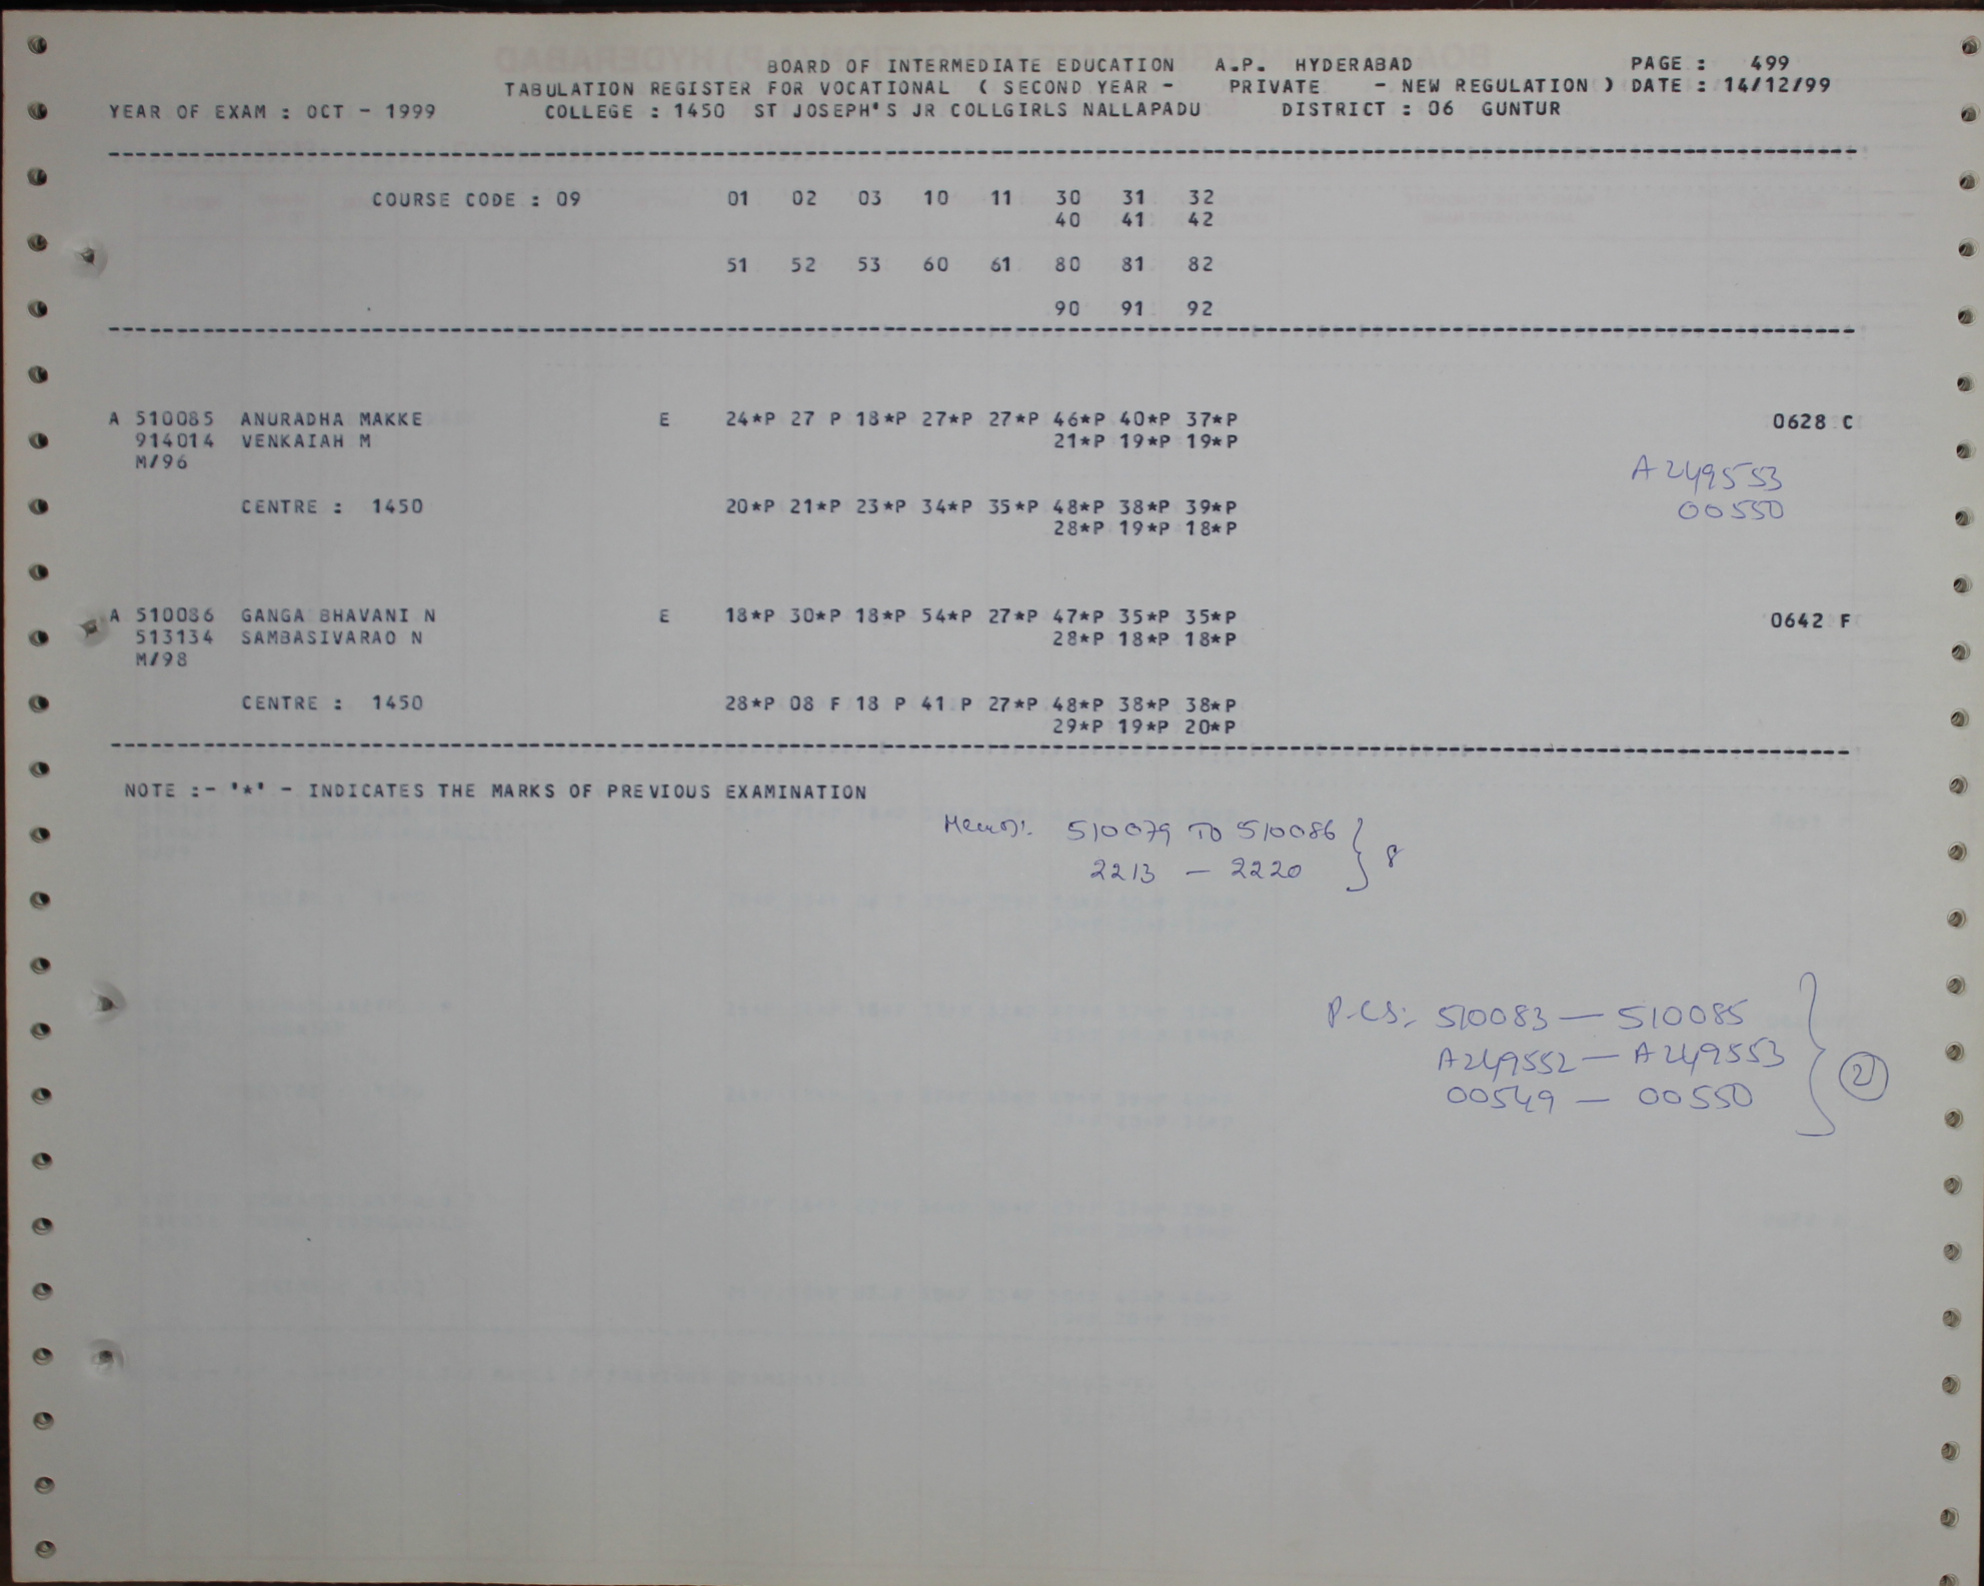 BOARD OF INTERMEDIATE EDUCATION A.P. HYDERABAD PAGE : 499
TABULATION REGISTER FOR VOCATIONAL ( SECOND YEAR - PRIVATE - NEW REGULATION ) DATE : 14/12/99
YEAR OF EXAM : OCT - 1999 COLLEGE : 1450 ST JOSEPH'S JR COLLGIRLS NALLAPADU DISTRICT : 06 GUNTUR
COURSE CODE : 09 01 02 03 10 11 30 31 32
40 41 42
51 52 53 60 61 80 81 82
90 91 92
A 510085 ANURADHA MAKKE E 24*P 27 P 18*P 27*P 27*P 46*P 40*P 37*P 0628 C
914014 VENKAIAH M 21*P 19*P 19*P
M/96
A249553
CENTRE : 1450 20*P 21*P 23*P 34*P 35*P 48*P 38*P 39*P
00550
28*P 19*P 18*P
A 510086 GANGA BHAVANI N E 18*P 30*P 18*P 54*P 27*P 47*P 35*P 35*P 0642 F
513134 SAMBASIVARAO N 28*P 18*P 18*P
M/98
CENTRE : 1450 28*P 08 F 18 P 41 P 27*P 48*P 38*P 38*P
29*P 19*P 20*P
NOTE :- '*' - INDICATES THE MARKS OF PREVIOUS EXAMINATION
510079 TO 510086
2213 - 2220 } 8
P.Cs: 510083 - 510085
A249552 - A249553
00549 - 00550 } 2